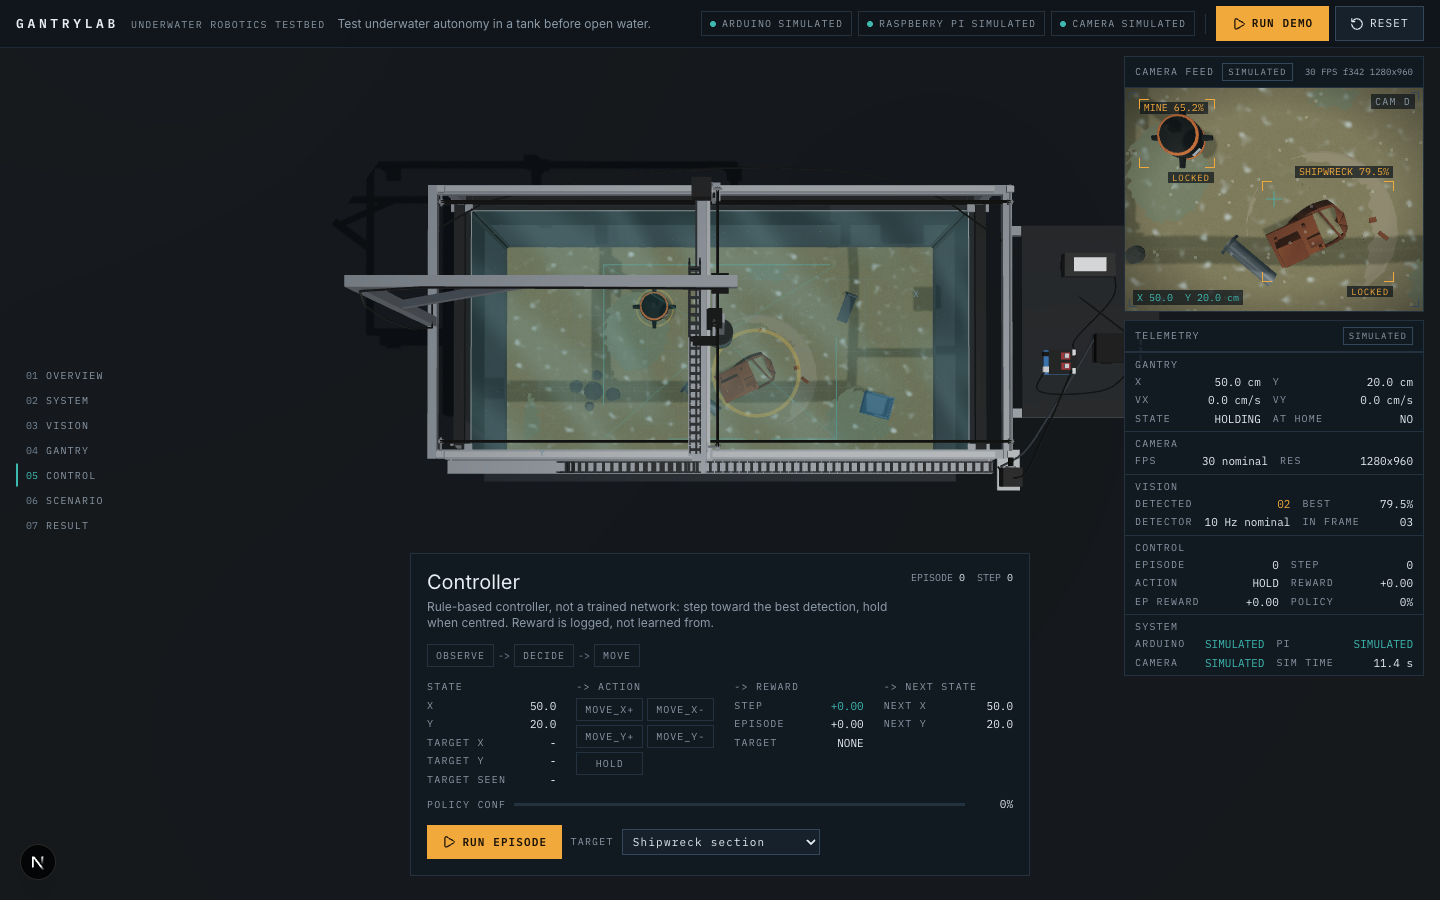 GANTRYLAB UNDERWATER ROBOTICS TESTBED Test underwater autonomy in a tank before open water. ARDUINO SIMULATED RASPBERRY PI SIMULATED CAMERA SIMULATED RUN DEMO RESET
CAMERA FEED SIMULATED 30 FPS f342 1280x960
CAM D
MINE 65.2%
LOCKED
SHIPWRECK 79.5%
LOCKED
X 50.0 Y 20.0 cm
01 OVERVIEW
02 SYSTEM
03 VISION
04 GANTRY
05 CONTROL
06 SCENARIO
07 RESULT
TELEMETRY SIMULATED
GANTRY
X 50.0 cm Y 20.0 cm
VX 0.0 cm/s VY 0.0 cm/s
STATE HOLDING AT HOME NO
CAMERA
FPS 30 nominal RES 1280x960
VISION
DETECTED 02 BEST 79.5%
DETECTOR 10 Hz nominal IN FRAME 03
CONTROL
EPISODE 0 STEP 0
ACTION HOLD REWARD +0.00
EP REWARD +0.00 POLICY 0%
SYSTEM
ARDUINO SIMULATED PI SIMULATED
CAMERA SIMULATED SIM TIME 11.4 s
Controller EPISODE 0 STEP 0
Rule-based controller, not a trained network: step toward the best detection, hold
when centred. Reward is logged, not learned from.
OBSERVE -> DECIDE -> MOVE
STATE -> ACTION -> REWARD -> NEXT STATE
X 50.0 MOVE_X+ MOVE_X- STEP +0.00 NEXT X 50.0
Y 20.0 EPISODE +0.00 NEXT Y 20.0
TARGET X - MOVE_Y+ MOVE_Y- TARGET NONE
TARGET Y - HOLD
TARGET SEEN -
POLICY CONF 0%
RUN EPISODE TARGET Shipwreck section
N